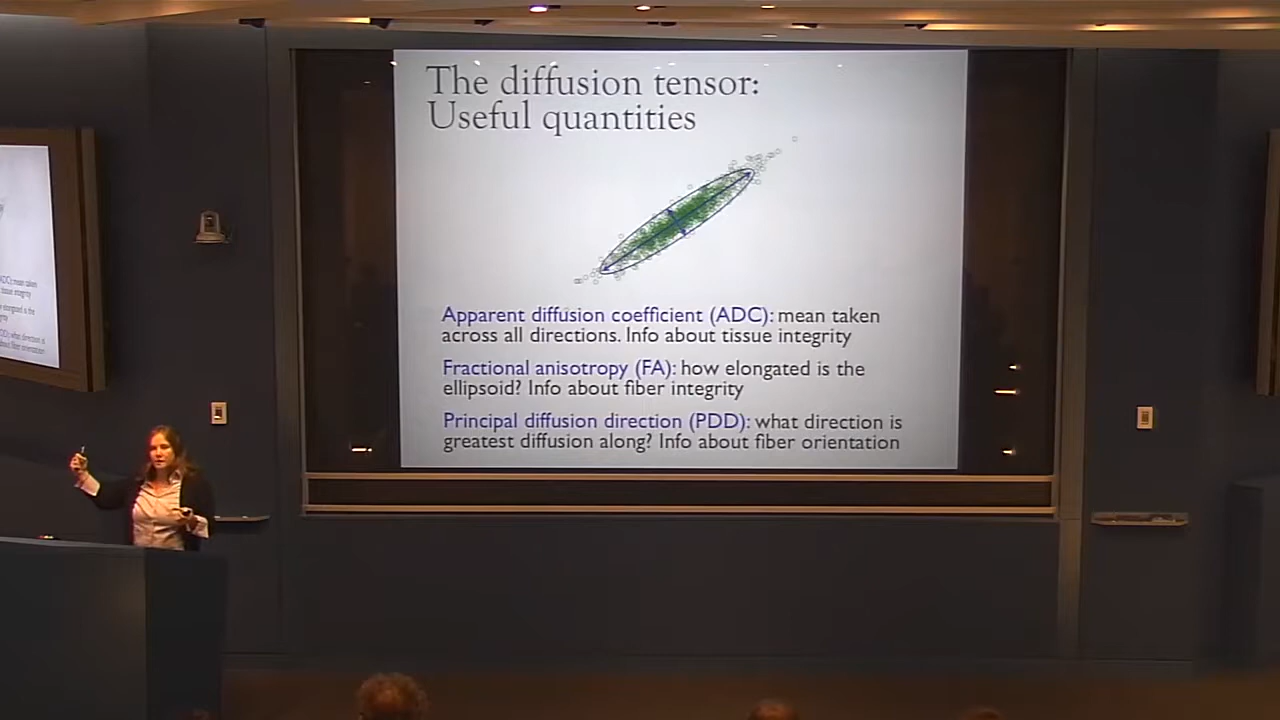 The diffusion tensor:
Useful quantities
Apparent diffusion coefficient (ADC): mean taken
across all directions. Info about tissue integrity
Fractional anisotropy (FA): how elongated is the
ellipsoid? Info about fiber integrity
Principal diffusion direction (PDD): what direction is
greatest diffusion along? Info about fiber orientation